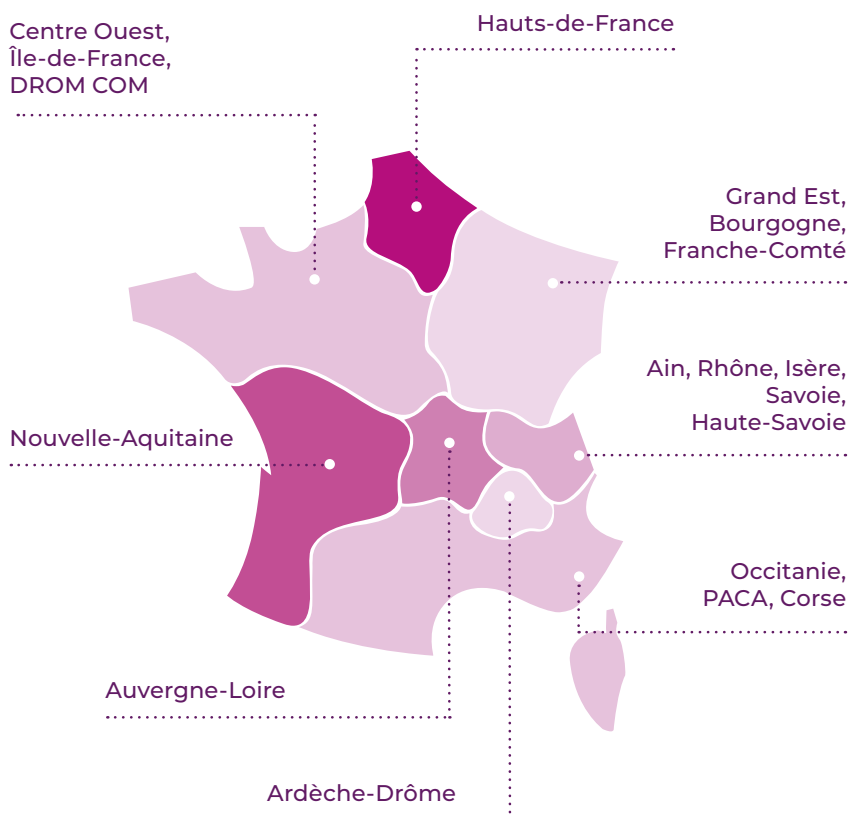 Centre Ouest,
Île-de-France,
DROM COM
Hauts-de-France
Grand Est,
Bourgogne,
Franche-Comté
Ain, Rhône, Isère,
Savoie,
Haute-Savoie
Nouvelle-Aquitaine
Occitanie,
PACA, Corse
Auvergne-Loire
Ardèche-Drôme